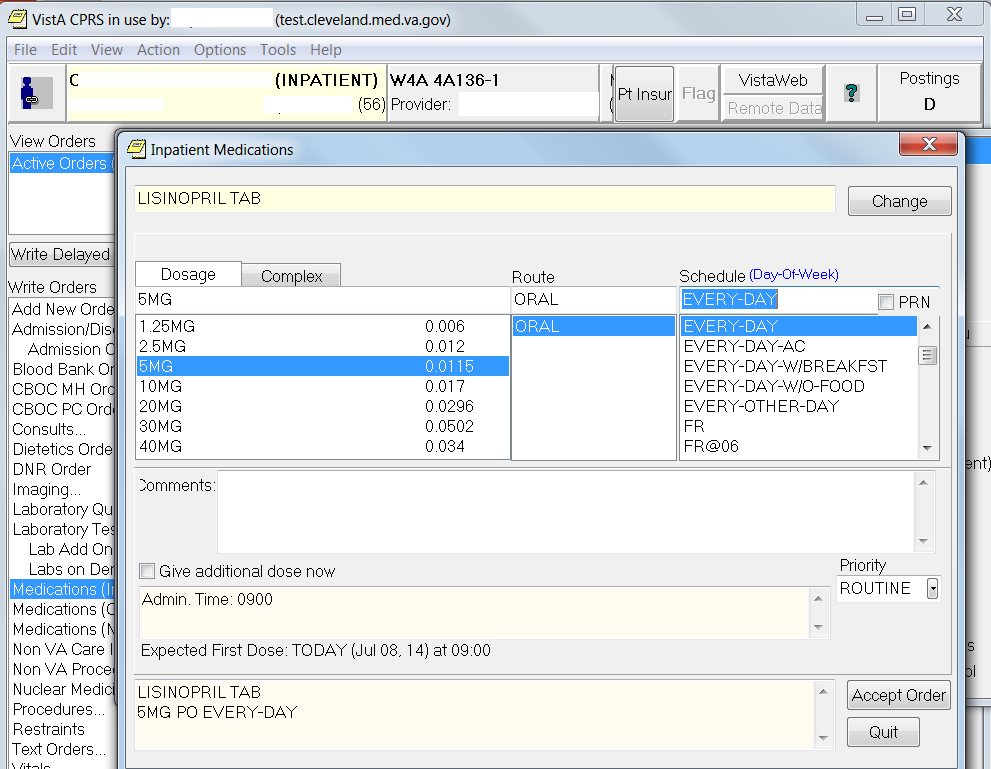 VistA CPRS in use by: (test.cleveland.med.va.gov)
File Edit View Action Options Tools Help
C (INPATIENT) W4A 4A136-1 Pt Insur Flag VistaWeb ? Postings
(56) Provider: Remote Data D
View Orders
Active Orders (
Write Delayed
Write Orders
Add New Orde
Admission/Dis
Admission O
Blood Bank Or
CBOC MH Ord
CBOC PC Orde
Consults...
Dietetics Orde
DNR Order
Imaging...
Laboratory Qu
Laboratory Tes
Lab Add On
Labs on Der
Medications (I
Medications (O
Medications (N
Non VA Care
Non VA Proce
Nuclear Medici
Procedures...
Restraints
Text Orders...
Vitals
Inpatient Medications
LISINOPRIL TAB Change
Dosage Complex Route Schedule (Day-Of-Week)
5MG ORAL EVERY-DAY PRN
1.25MG 0.006 ORAL EVERY-DAY
2.5MG 0.012 EVERY-DAY-AC
5MG 0.0115 EVERY-DAY-W/BREAKFST
10MG 0.017 EVERY-DAY-W/O-FOOD
20MG 0.0296 EVERY-OTHER-DAY
30MG 0.0502 FR
40MG 0.034 FR@06
Comments:
Give additional dose now Priority
Admin. Time: 0900 ROUTINE
Expected First Dose: TODAY (Jul 08, 14) at 09:00
LISINOPRIL TAB Accept Order
5MG PO EVERY-DAY
Quit
ent)
s
ol